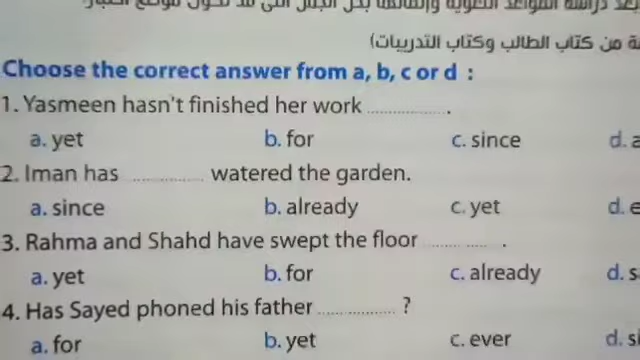 من كتاب الطالب وكتاب التدريبات)
Choose the correct answer from a, b, c or d :
1. Yasmeen hasn't finished her work .............. .
a. yet b. for c. since d.
2. Iman has .............. watered the garden.
a. since b. already c. yet d.
3. Rahma and Shahd have swept the floor .............. .
a. yet b. for c. already d.
4. Has Sayed phoned his father .............. ?
a. for b. yet c. ever d.